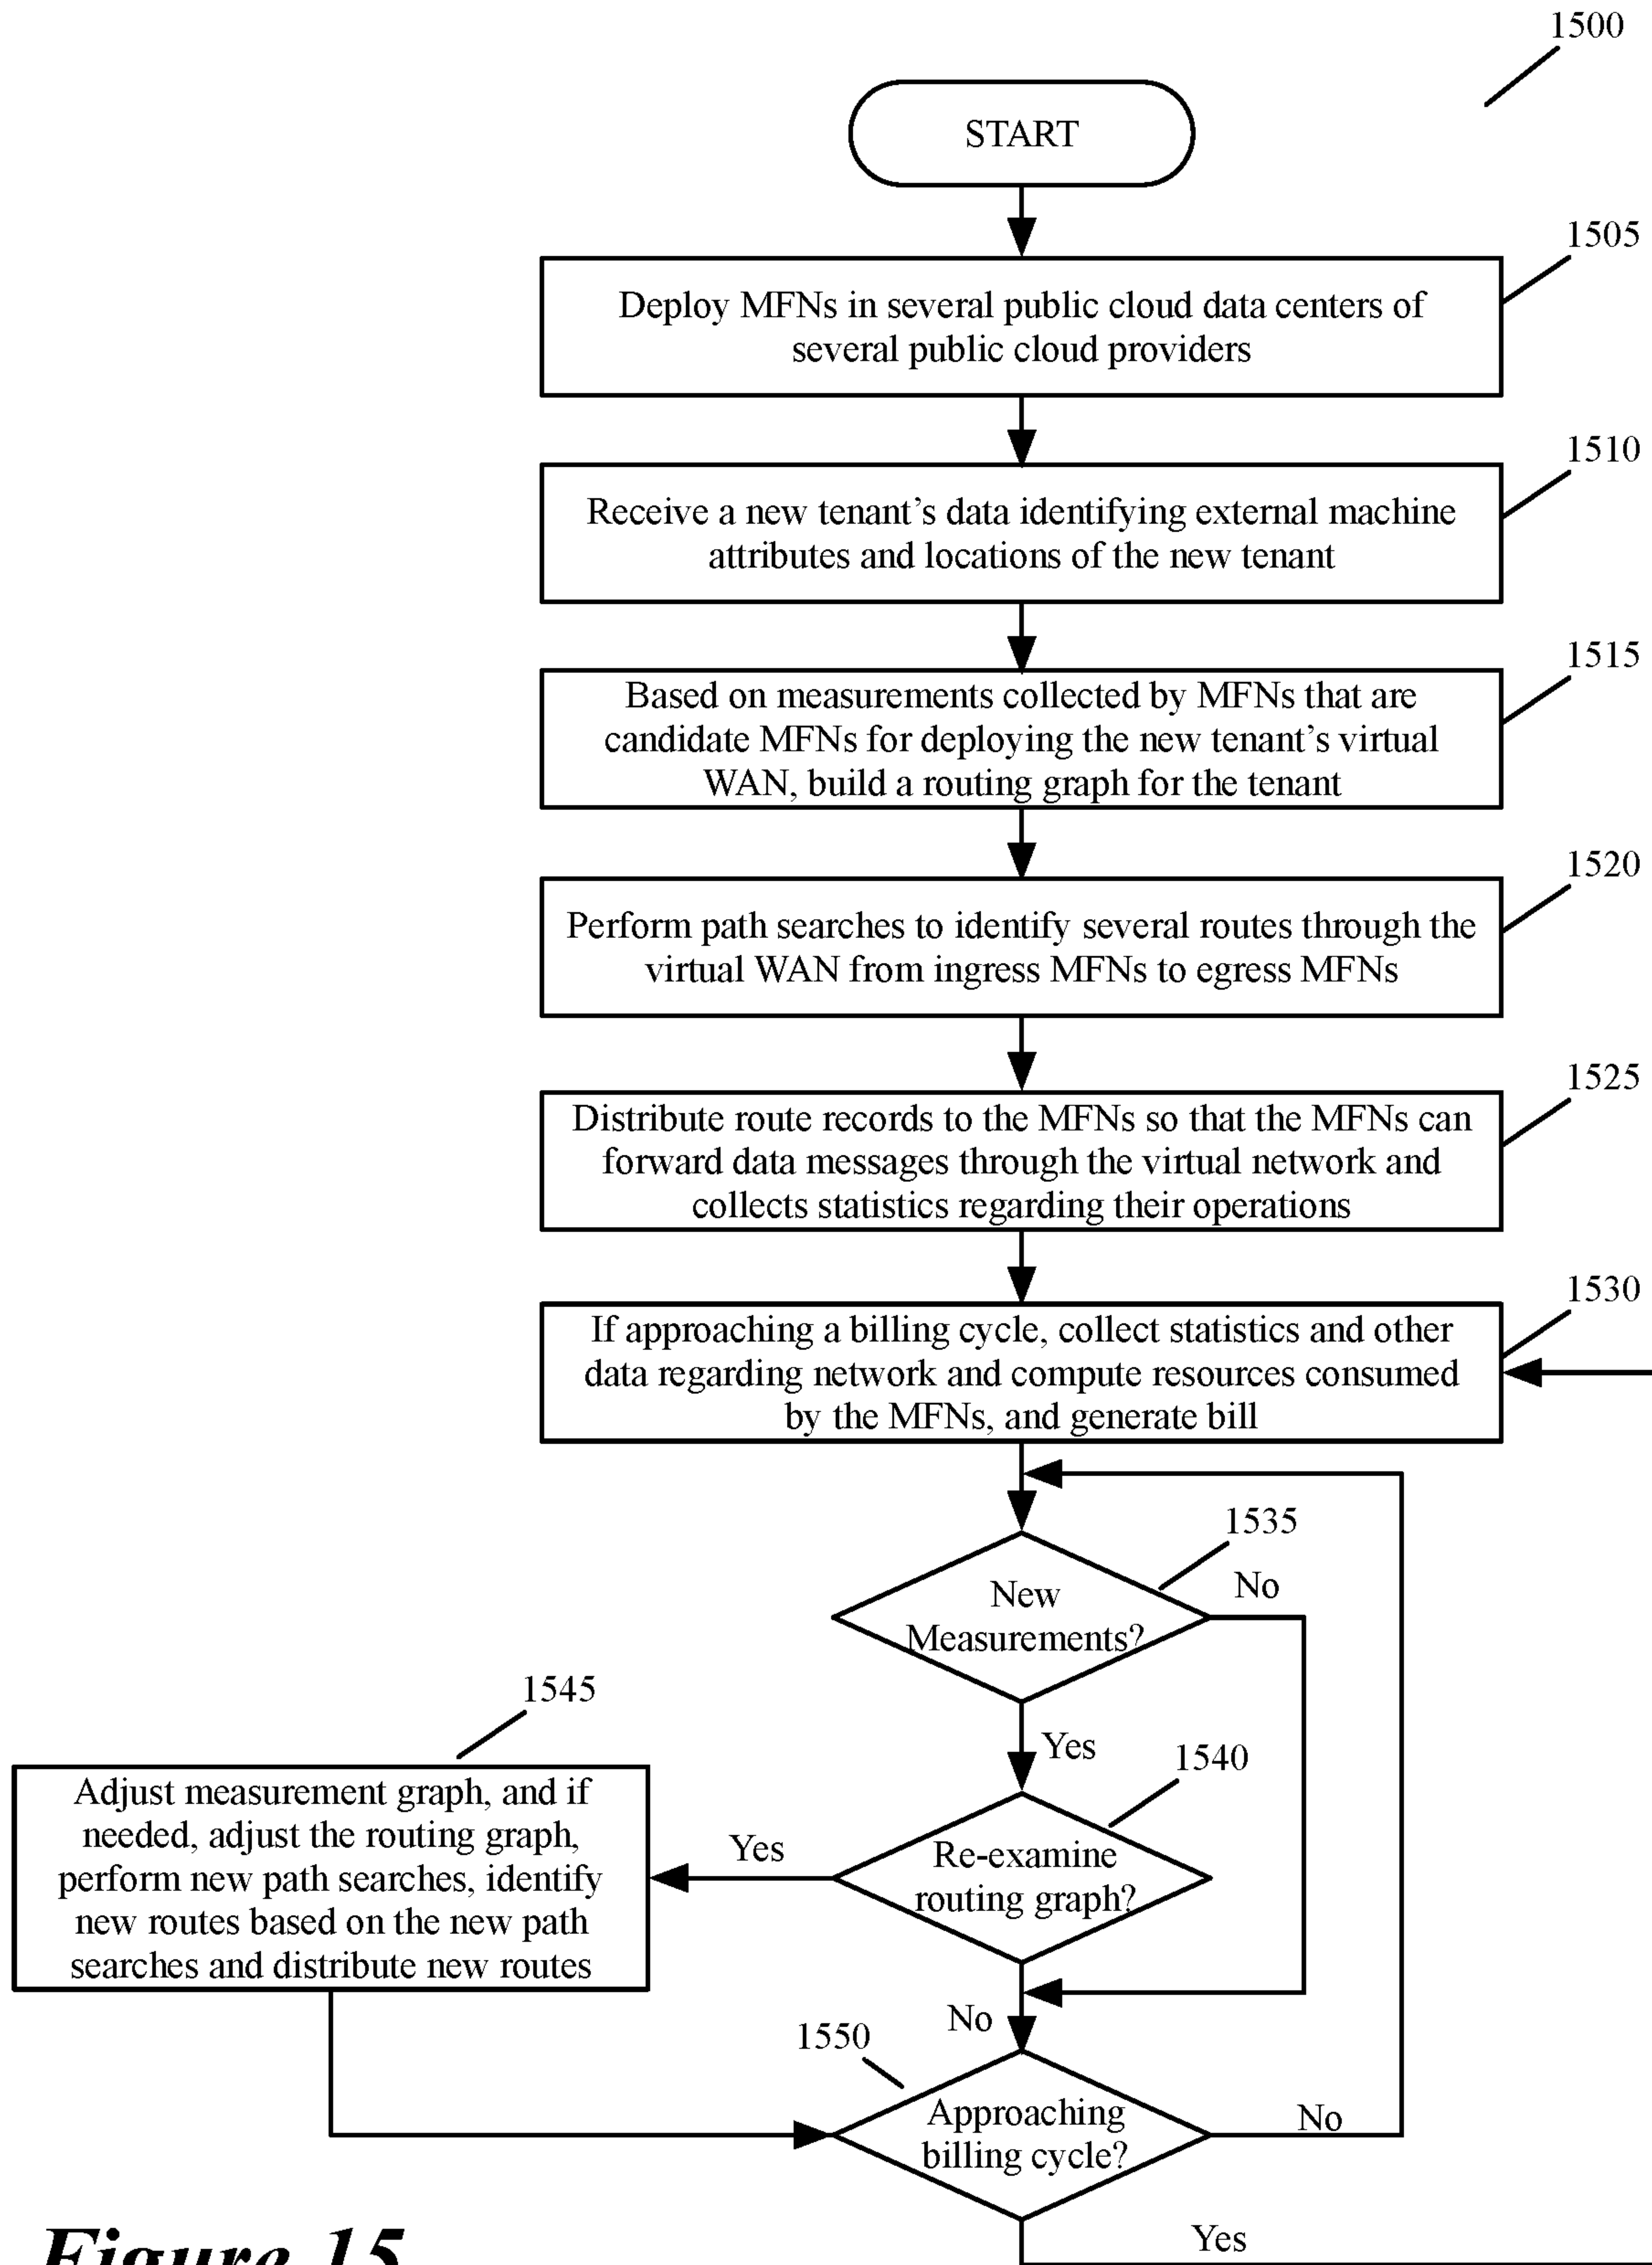 1500
START
1505
Deploy MFNs in several public cloud data centers of
several public cloud providers
1510
Receive a new tenant’s data identifying external machine
attributes and locations of the new tenant
1515
Based on measurements collected by MFNs that are
candidate MFNs for deploying the new tenant’s virtual
WAN, build a routing graph for the tenant
1520
Perform path searches to identify several routes through the
virtual WAN from ingress MFNs to egress MFNs
1525
Distribute route records to the MFNs so that the MFNs can
forward data messages through the virtual network and
collects statistics regarding their operations
1530
If approaching a billing cycle, collect statistics and other
data regarding network and compute resources consumed
by the MFNs, and generate bill
1535
New
Measurements?
No
Yes
1540
Re-examine
routing graph?
Yes
1545
Adjust measurement graph, and if
needed, adjust the routing graph,
perform new path searches, identify
new routes based on the new path
searches and distribute new routes
No
1550
Approaching
billing cycle?
No
Yes
Figure 15